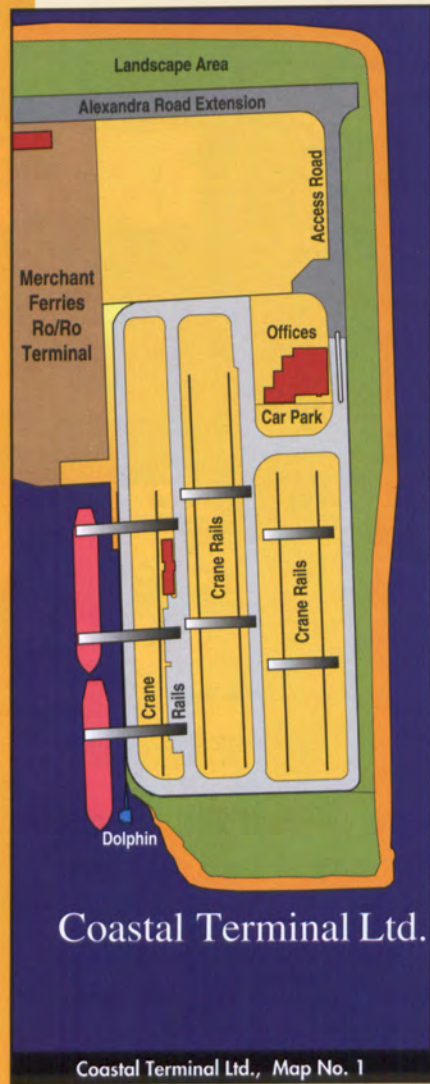 Landscape Area
Alexandra Road Extension
Access Road
Merchant
Ferries
Ro/Ro
Terminal
Offices
Car Park
Crane Rails
Crane Rails
Crane
Rails
Dolphin
Coastal Terminal Ltd.
Coastal Terminal Ltd., Map No. 1